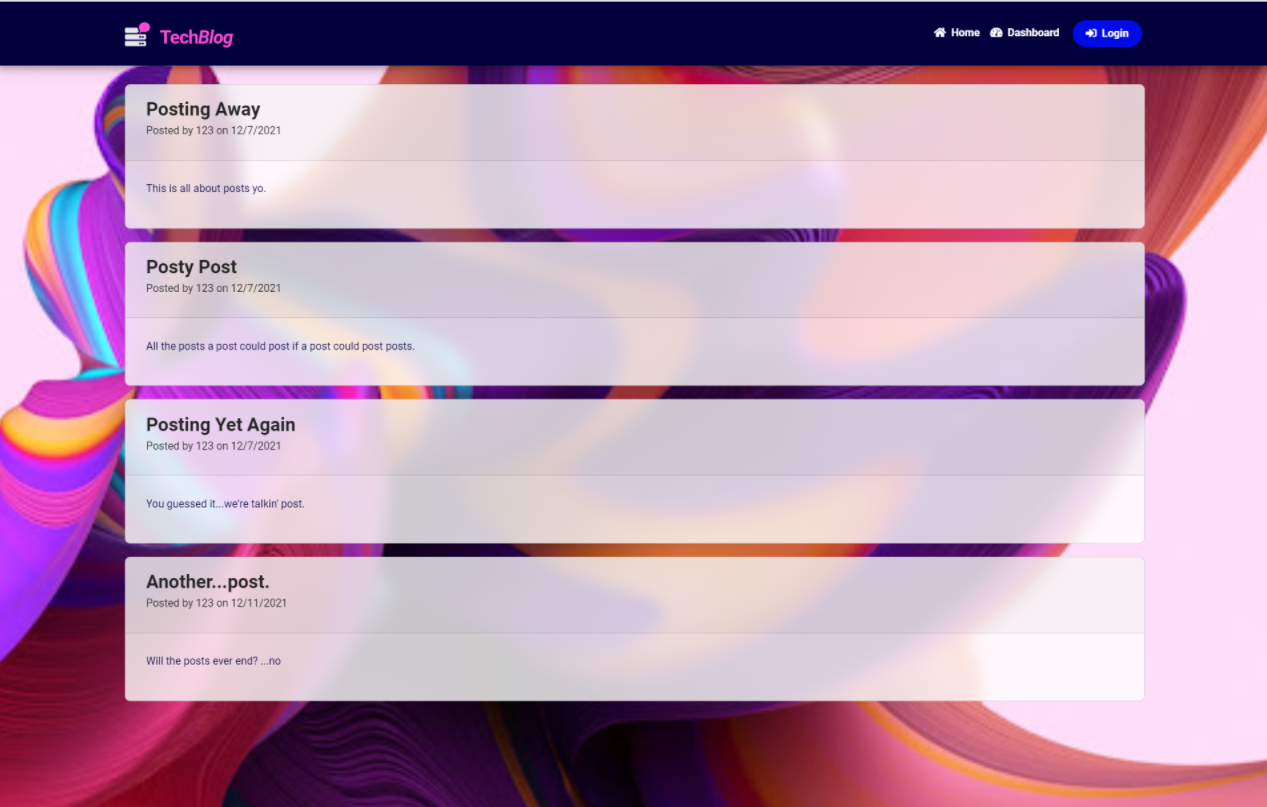 TechBlog
Home Dashboard Login
Posting Away
Posted by 123 on 12/7/2021
This is all about posts yo.
Posty Post
Posted by 123 on 12/7/2021
All the posts a post could post if a post could post posts.
Posting Yet Again
Posted by 123 on 12/7/2021
You guessed it...we're talkin' post.
Another...post.
Posted by 123 on 12/11/2021
Will the posts ever end? ...no